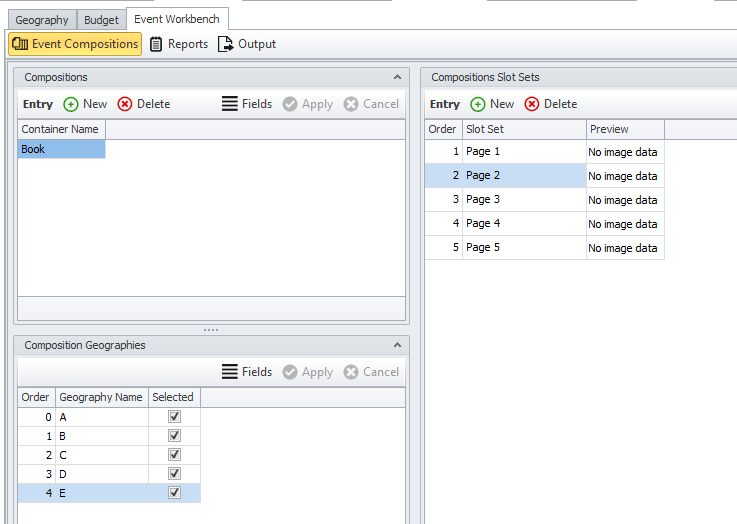 Geography Budget Event Workbench
Event Compositions Reports Output
Compositions
Entry New Delete Fields Apply Cancel
Container Name
Book
Composition Geographies
Fields Apply Cancel
Order Geography Name Selected
0 A
1 B
2 C
3 D
4 E
Compositions Slot Sets
Entry New Delete
Order Slot Set Preview
1 Page 1 No image data
2 Page 2 No image data
3 Page 3 No image data
4 Page 4 No image data
5 Page 5 No image data